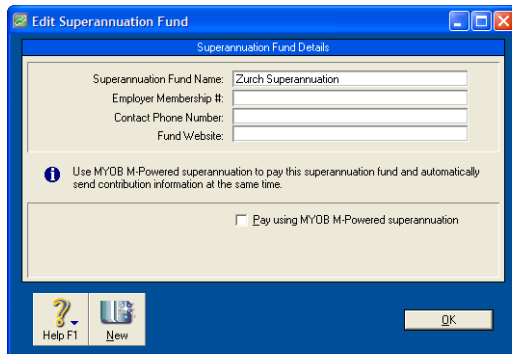 Edit Superannuation Fund
Superannuation Fund Details
Superannuation Fund Name: Zurch Superannuation
Employer Membership #:
Contact Phone Number:
Fund Website:
Use MYOB M-Powered superannuation to pay this superannuation fund and automatically
send contribution information at the same time.
Pay using MYOB M-Powered superannuation
Help F1 New OK